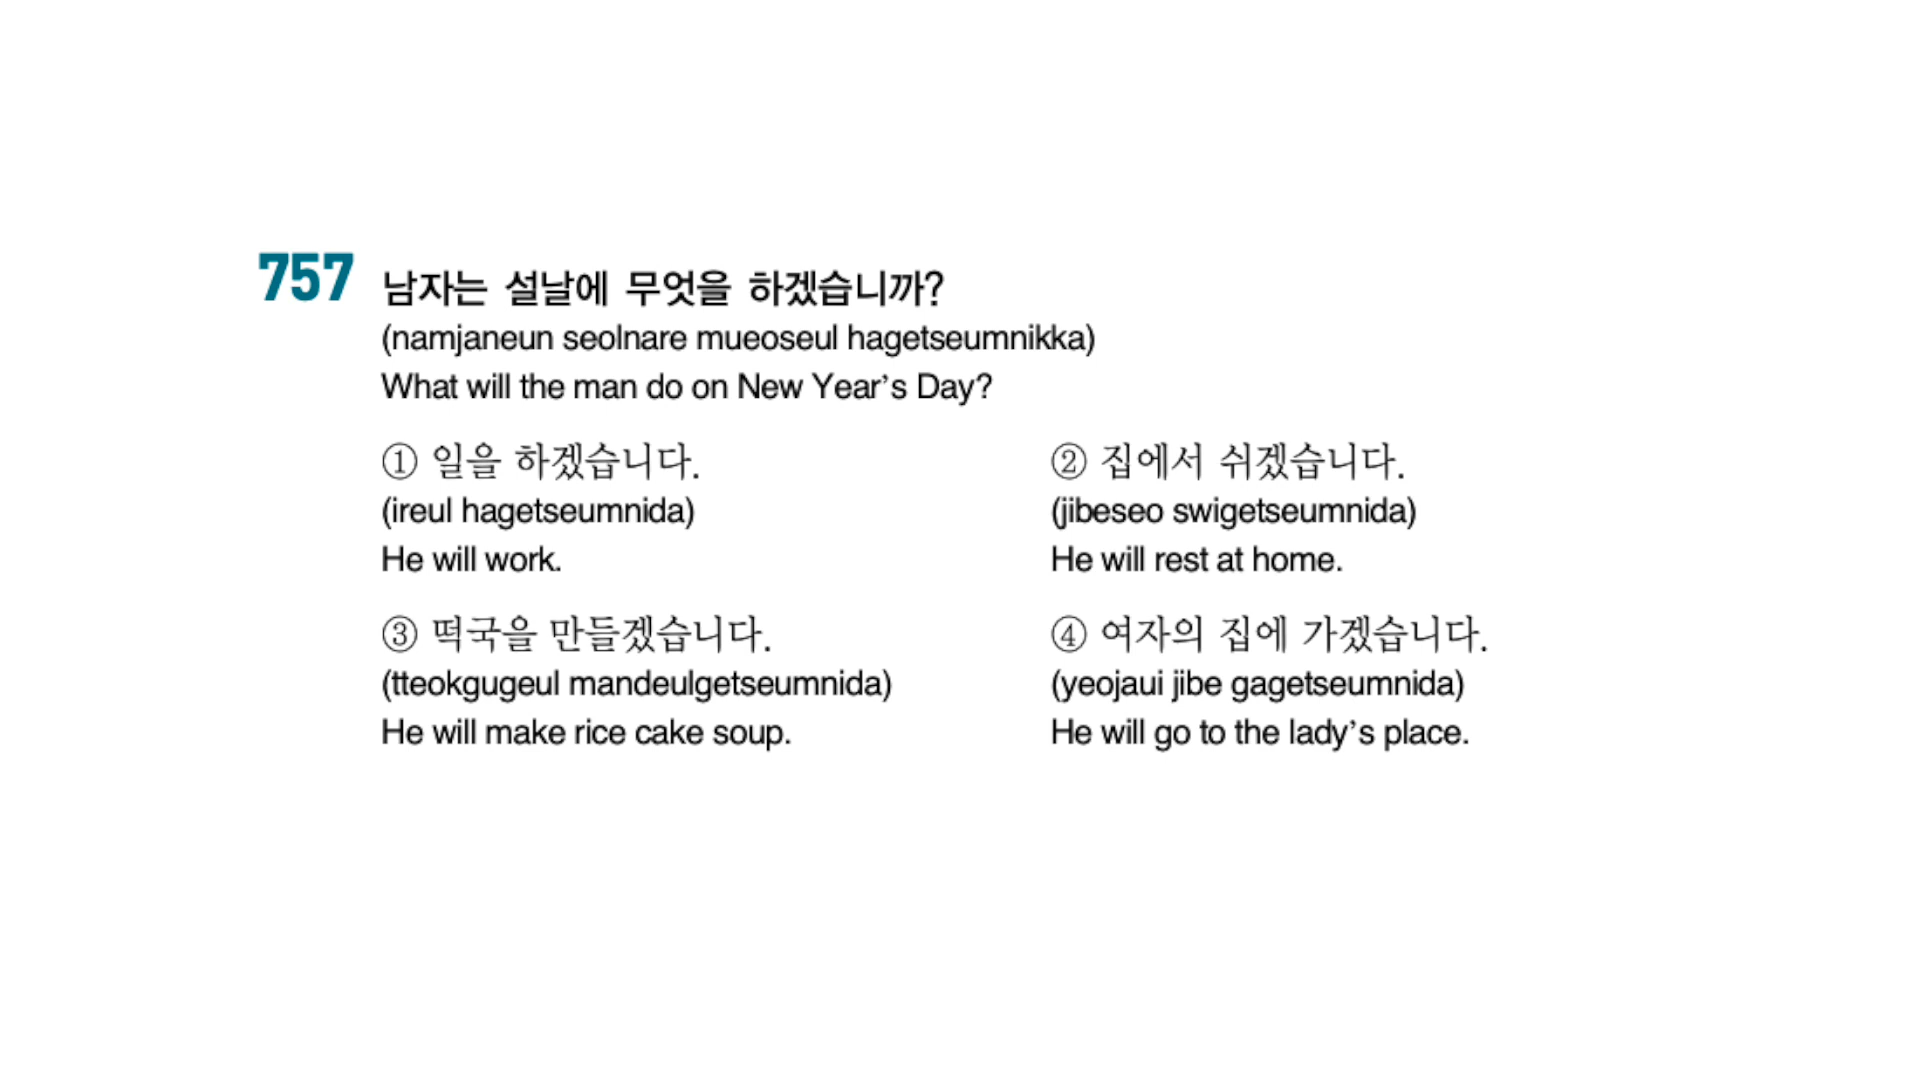 757 남자는 설날에 무엇을 하겠습니까?
(namjaneun seolnare mueoseul hagetseumnikka)
What will the man do on New Year's Day?
① 일을 하겠습니다.
(ireul hagetseumnida)
He will work.
② 집에서 쉬겠습니다.
(jibeseo swigetseumnida)
He will rest at home.
③ 떡국을 만들겠습니다.
(tteokgugeul mandeulgetseumnida)
He will make rice cake soup.
④ 여자의 집에 가겠습니다.
(yeojaui jibe gagetseumnida)
He will go to the lady's place.